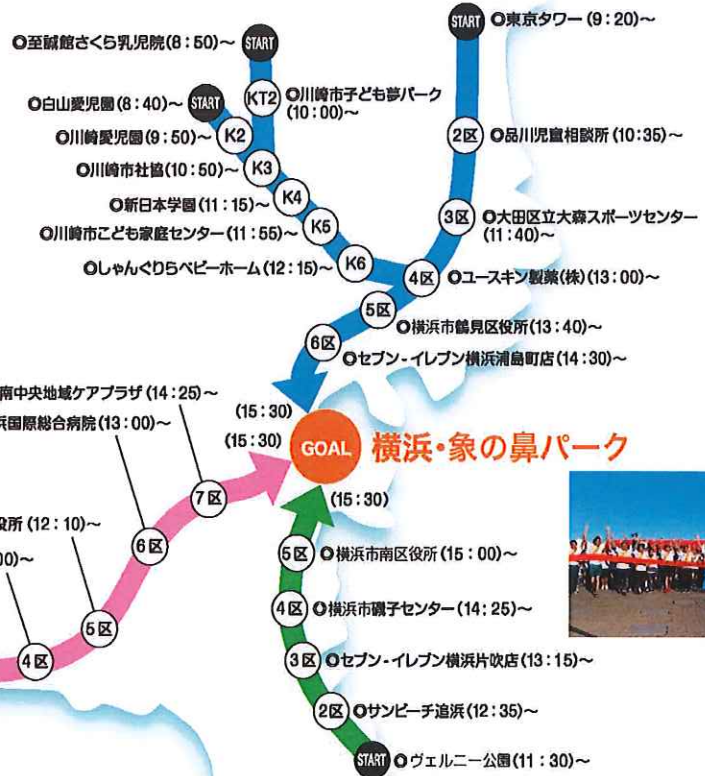 START
○東京タワー(9:20)～
○至誠館さくら乳児院(8:50)～
START
○白山愛児園(8:40)～
START
KT2
○川崎市子ども夢パーク
(10:00)～
○川崎愛児園(9:50)～
K2
2区
○品川児童相談所(10:35)～
○川崎市社協(10:50)～
K3
○新日本学園(11:15)～
K4
3区
○大田区立大森スポーツセンター
(11:40)～
○川崎市こども家庭センター(11:55)～
K5
○しゃんぐりらベビーホーム(12:15)～
K6
4区
○ユースキン製薬(株)(13:00)～
5区
○横浜市鶴見区役所(13:40)～
6区
○セブン-イレブン横浜浦島町店(14:30)～
南中央地域ケアプラザ(14:25)～
(15:30)
浜国際総合病院(13:00)～
(15:30)
GOAL
横浜・象の鼻パーク
7区
(15:30)
役所(12:10)～
6区
5区
○横浜市南区役所(15:00)～
00)～
4区
○横浜市磯子センター(14:25)～
5区
4区
3区
○セブン-イレブン横浜片吹店(13:15)～
2区
○サンビーチ追浜(12:35)～
START
○ヴェルニー公園(11:30)～